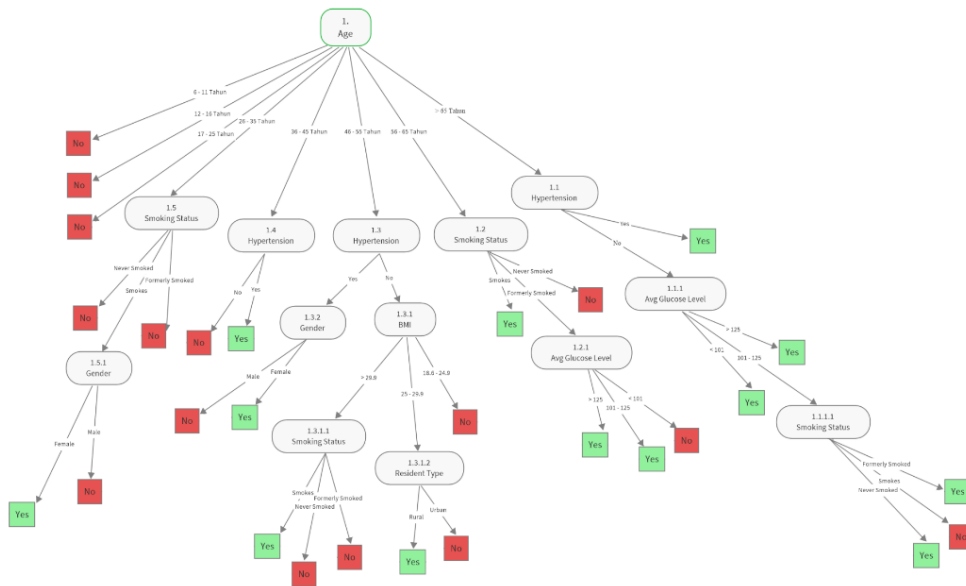 1.
Age
6 - 11 Tahun
12 - 16 Tahun
17 - 25 Tahun
26 - 35 Tahun
36 - 45 Tahun
46 - 55 Tahun
56 - 65 Tahun
> 65 Tahun
No
No
No
1.5
Smoking Status
1.4
Hypertension
1.3
Hypertension
1.2
Smoking Status
1.1
Hypertension
Yes
No
Yes
Never Smoked
Smokes
Formerly Smoked
No
No
No
Yes
No
Yes
Yes
No
1.3.2
Gender
1.3.1
BMI
Smokes
Formerly Smoked
Never Smoked
Yes
No
1.1.1
Avg Glucose Level
1.5.1
Gender
Male
Female
No
Yes
> 29.9
25 - 29.9
18.6 - 24.9
No
1.2.1
Avg Glucose Level
> 125
101 - 125
< 101
Yes
Yes
No
< 101
101 - 125
> 125
Yes
Yes
1.1.1.1
Smoking Status
Female
Male
Yes
No
1.3.1.1
Smoking Status
1.3.1.2
Resident Type
Smokes
Never Smoked
Formerly Smoked
Yes
No
No
Rural
Urban
Yes
No
Formerly Smoked
Smokes
Never Smoked
Yes
No
Yes